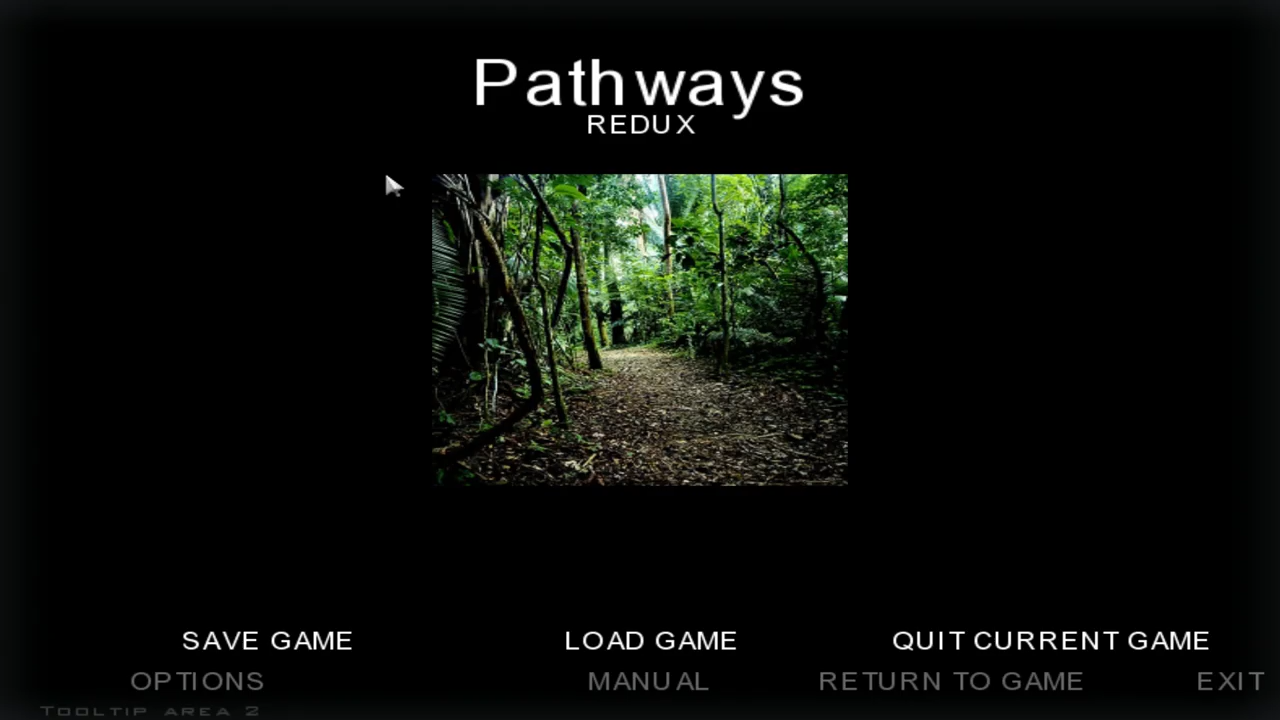 Pathways
REDUX
SAVE GAME LOAD GAME QUIT CURRENT GAME
OPTIONS MANUAL RETURN TO GAME EXIT
TOOLTIP AREA 2